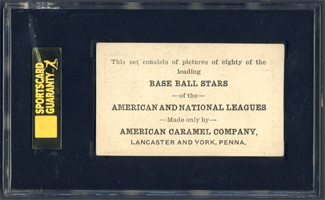 SPORTSCARD
GUARANTY
This set consists of pictures of eighty of the
leading
BASE BALL STARS
—of the—
AMERICAN AND NATIONAL LEAGUES
—Made only by—
AMERICAN CARAMEL COMPANY,
LANCASTER AND YORK, PENNA.